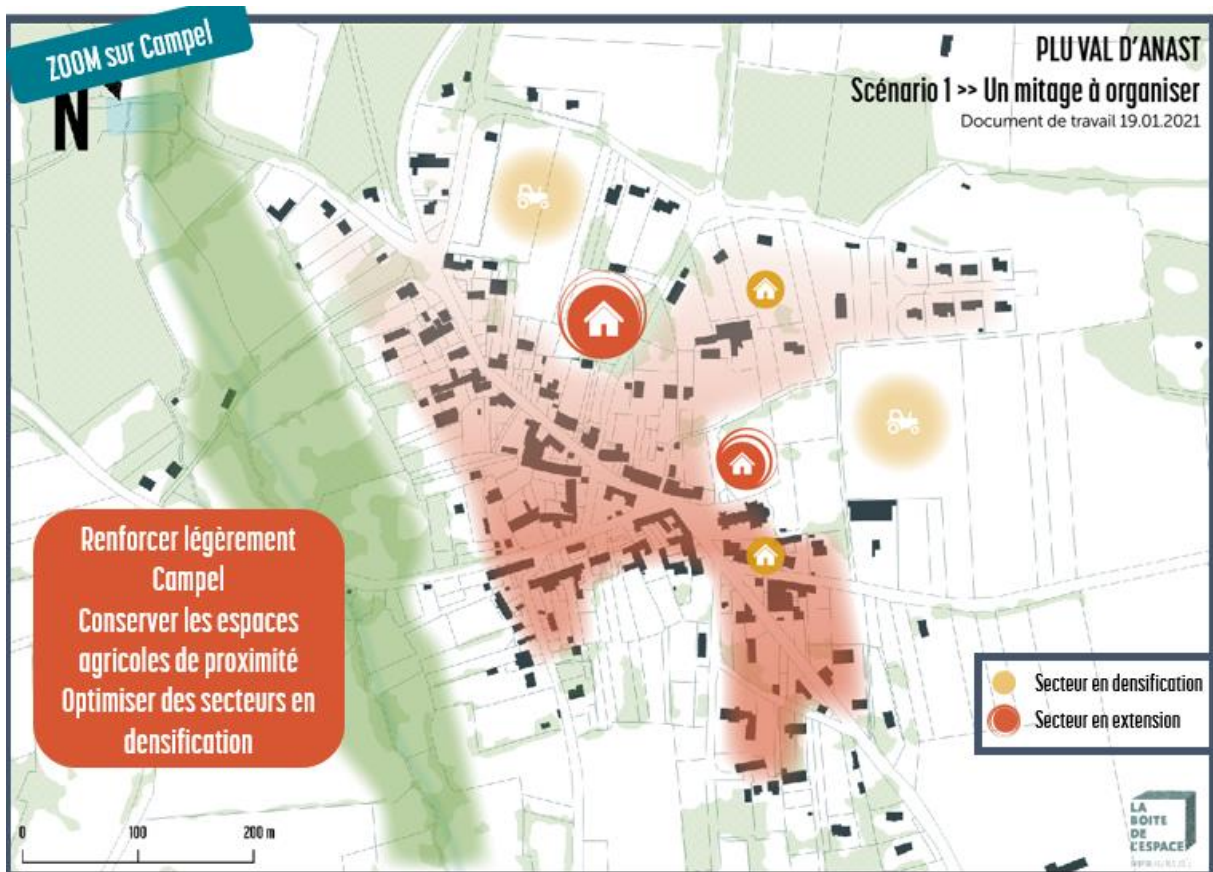 ZOOM sur Campel
N
PLU VAL D'ANAST
Scénario 1 >> Un mitage à organiser
Document de travail 19.01.2021
Renforcer légèrement
Campel
Conserver les espaces
agricoles de proximité
Optimiser des secteurs en
densification
Secteur en densification
Secteur en extension
0 100 200 m
LA
BOITE
DE
L'ESPACE